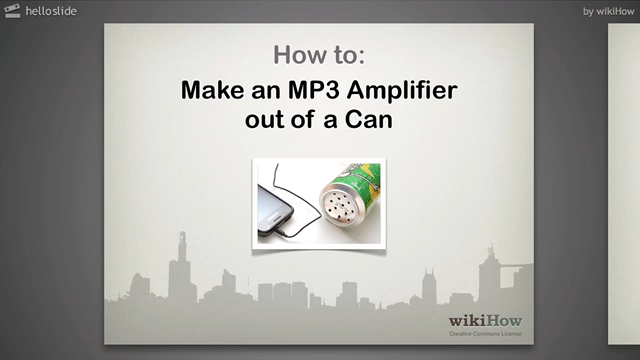 helloslide
by wikiHow
How to:
Make an MP3 Amplifier
out of a Can
wikiHow
Creative Commons License